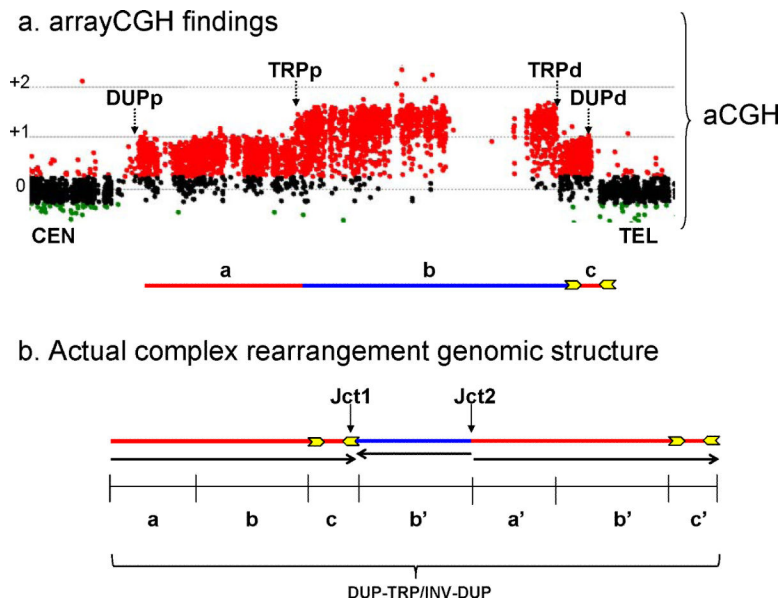 a. arrayCGH findings
+2
TRPp
TRPd
DUPp
DUPd
aCGH
+1
0
CEN
TEL
a
b
c
b. Actual complex rearrangement genomic structure
Jct1
Jct2
a
b
c
b'
a'
b'
c'
DUP-TRP/INV-DUP